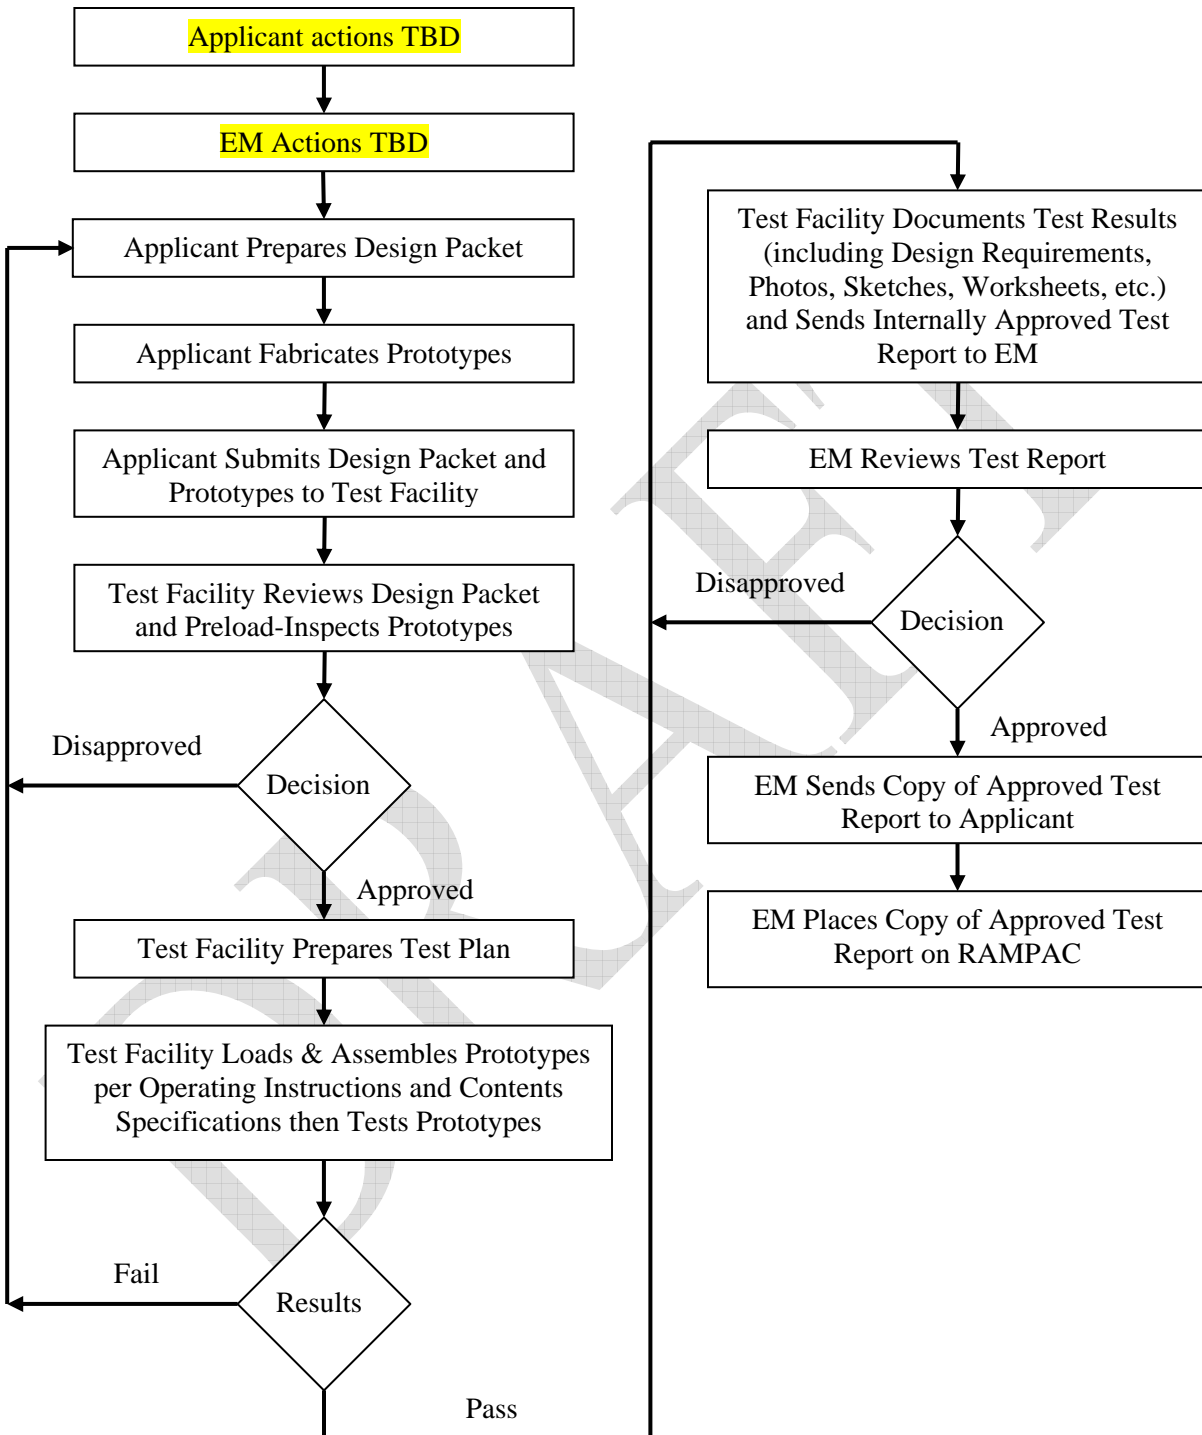 Applicant actions TBD
EM Actions TBD
Applicant Prepares Design Packet
Applicant Fabricates Prototypes
Applicant Submits Design Packet and
Prototypes to Test Facility
Test Facility Reviews Design Packet
and Preload-Inspects Prototypes
Disapproved
Decision
Approved
Test Facility Prepares Test Plan
Test Facility Loads & Assembles Prototypes
per Operating Instructions and Contents
Specifications then Tests Prototypes
Fail
Results
Pass
Test Facility Documents Test Results
(including Design Requirements,
Photos, Sketches, Worksheets, etc.)
and Sends Internally Approved Test
Report to EM
EM Reviews Test Report
Disapproved
Decision
Approved
EM Sends Copy of Approved Test
Report to Applicant
EM Places Copy of Approved Test
Report on RAMPAC
DRAFT